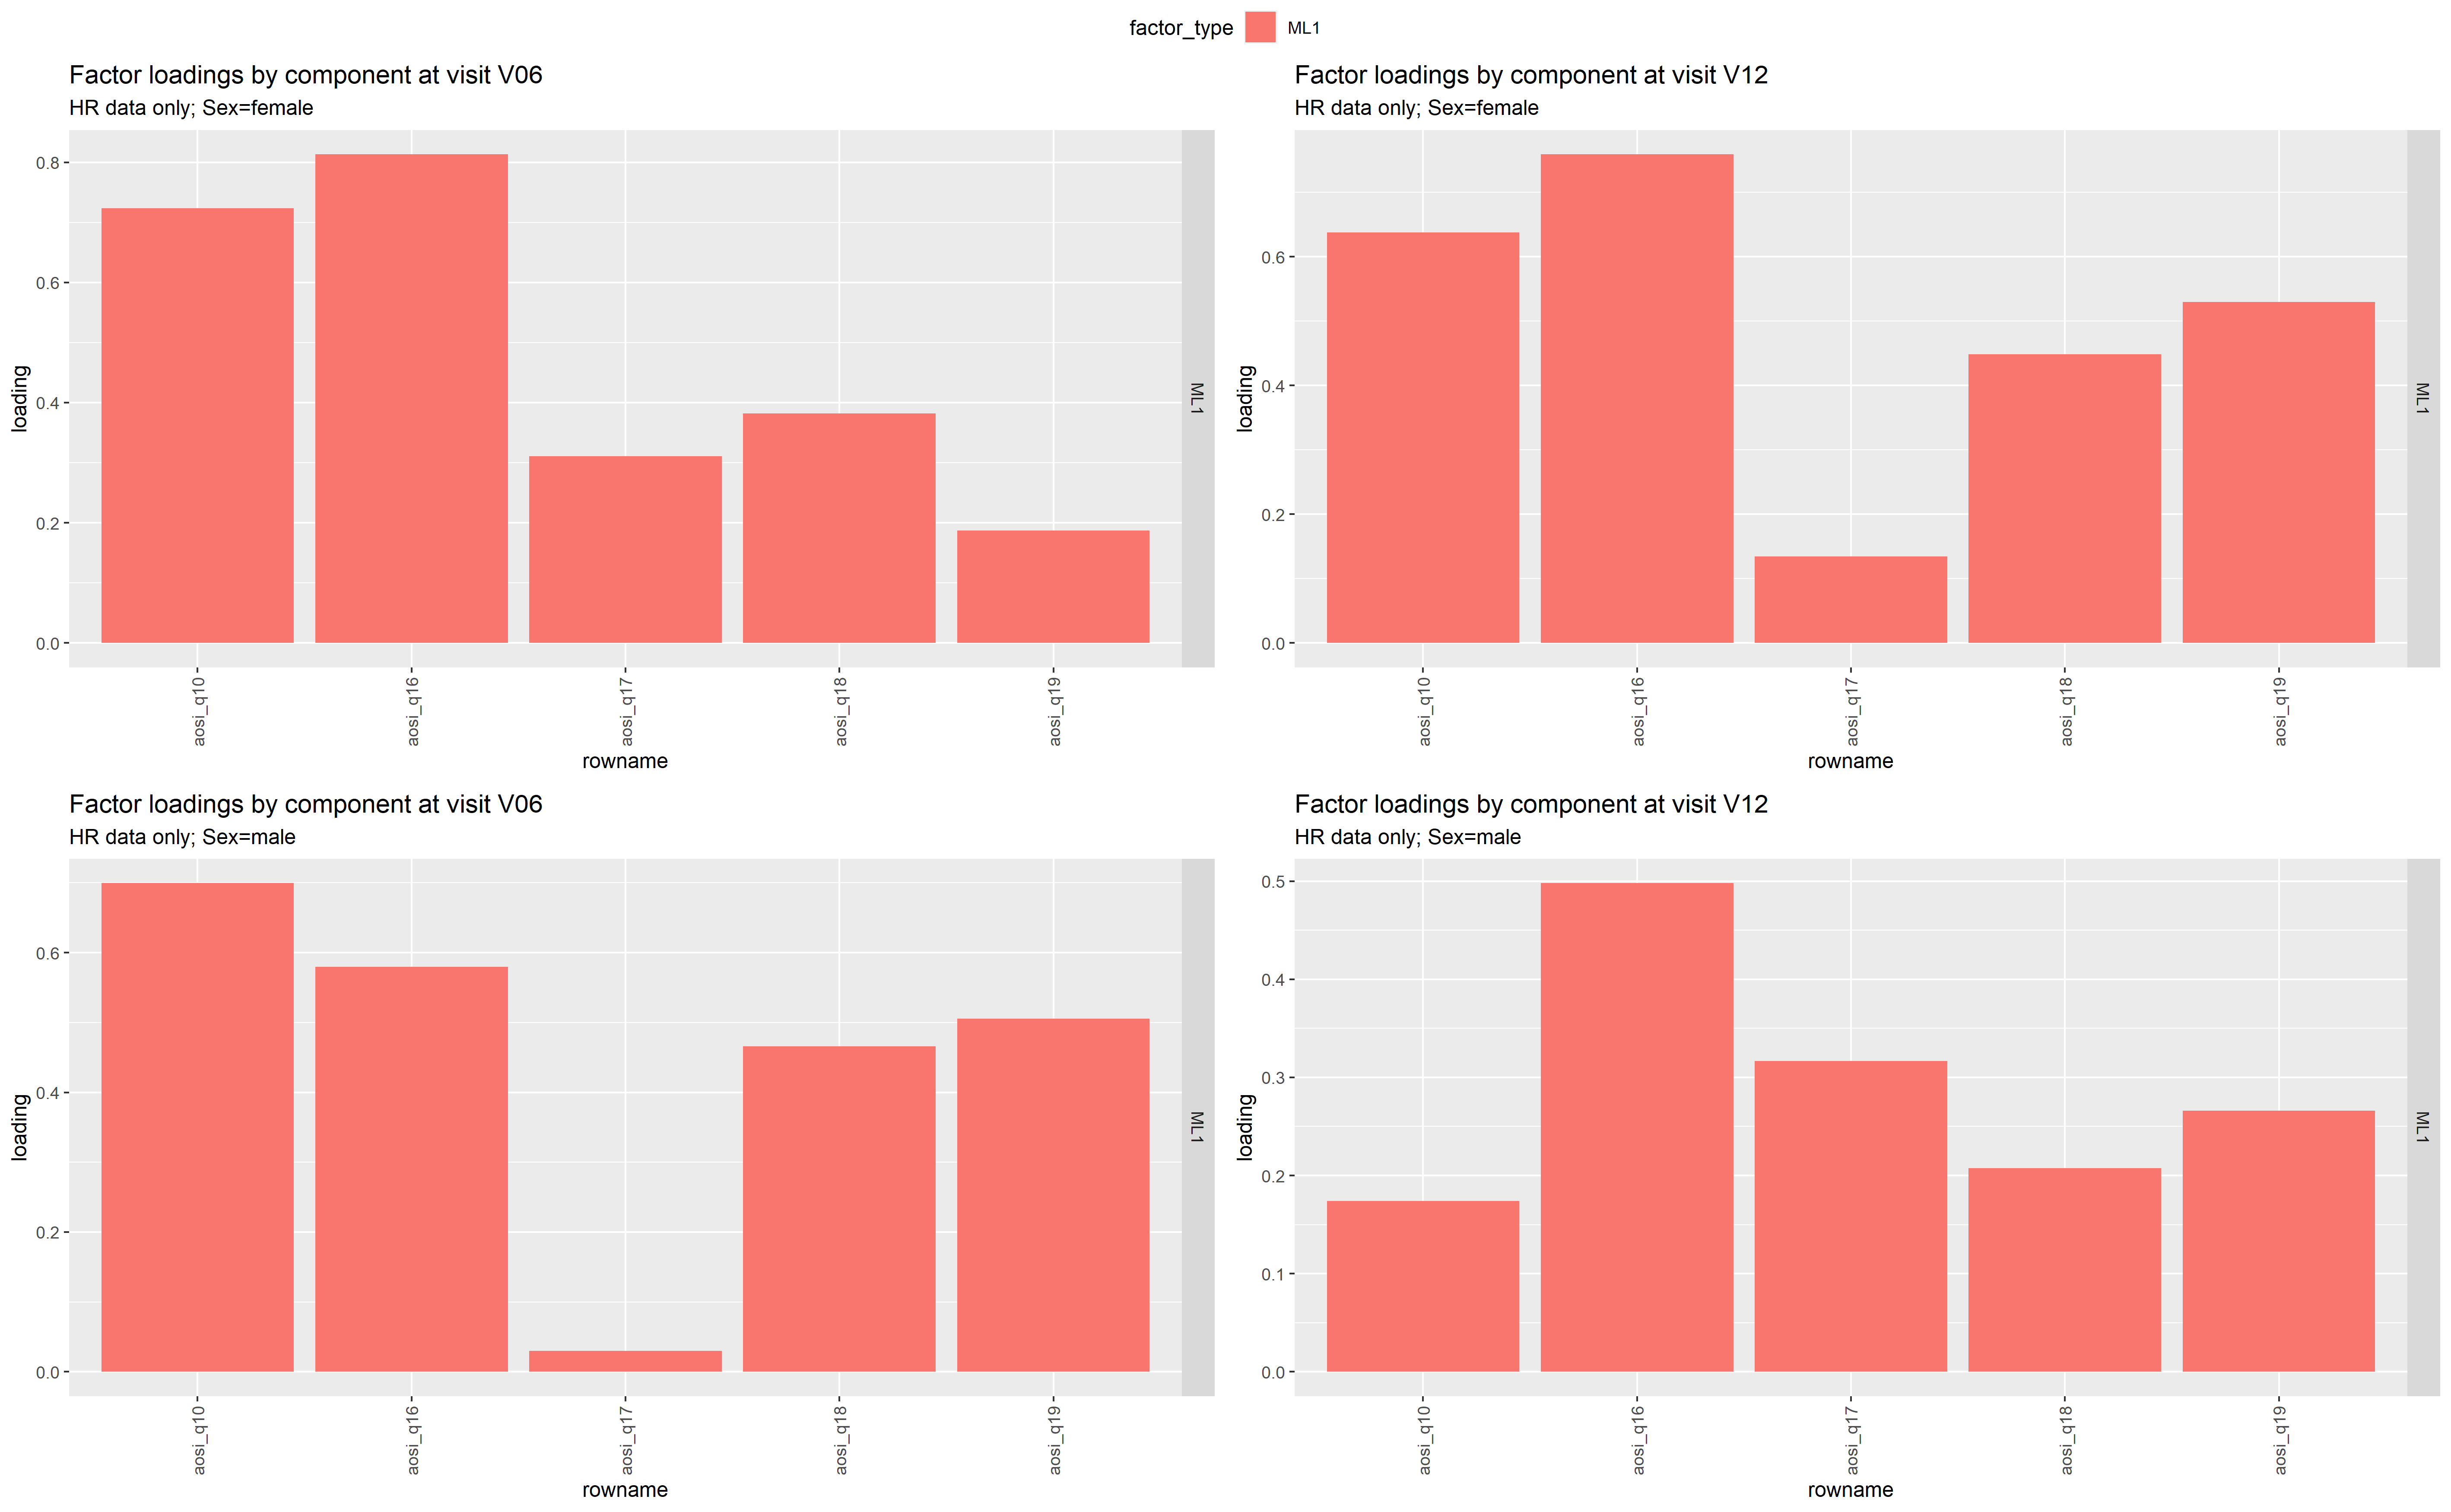 factor_type ML1
Factor loadings by component at visit V06
HR data only; Sex=female
loading
0.8
0.6
0.4
0.2
0.0
ML1
aosi_q10
aosi_q16
aosi_q17
aosi_q18
aosi_q19
rowname
Factor loadings by component at visit V12
HR data only; Sex=female
loading
0.6
0.4
0.2
0.0
ML1
aosi_q10
aosi_q16
aosi_q17
aosi_q18
aosi_q19
rowname
Factor loadings by component at visit V06
HR data only; Sex=male
loading
0.6
0.4
0.2
0.0
ML1
aosi_q10
aosi_q16
aosi_q17
aosi_q18
aosi_q19
rowname
Factor loadings by component at visit V12
HR data only; Sex=male
loading
0.5
0.4
0.3
0.2
0.1
0.0
ML1
aosi_q10
aosi_q16
aosi_q17
aosi_q18
aosi_q19
rowname